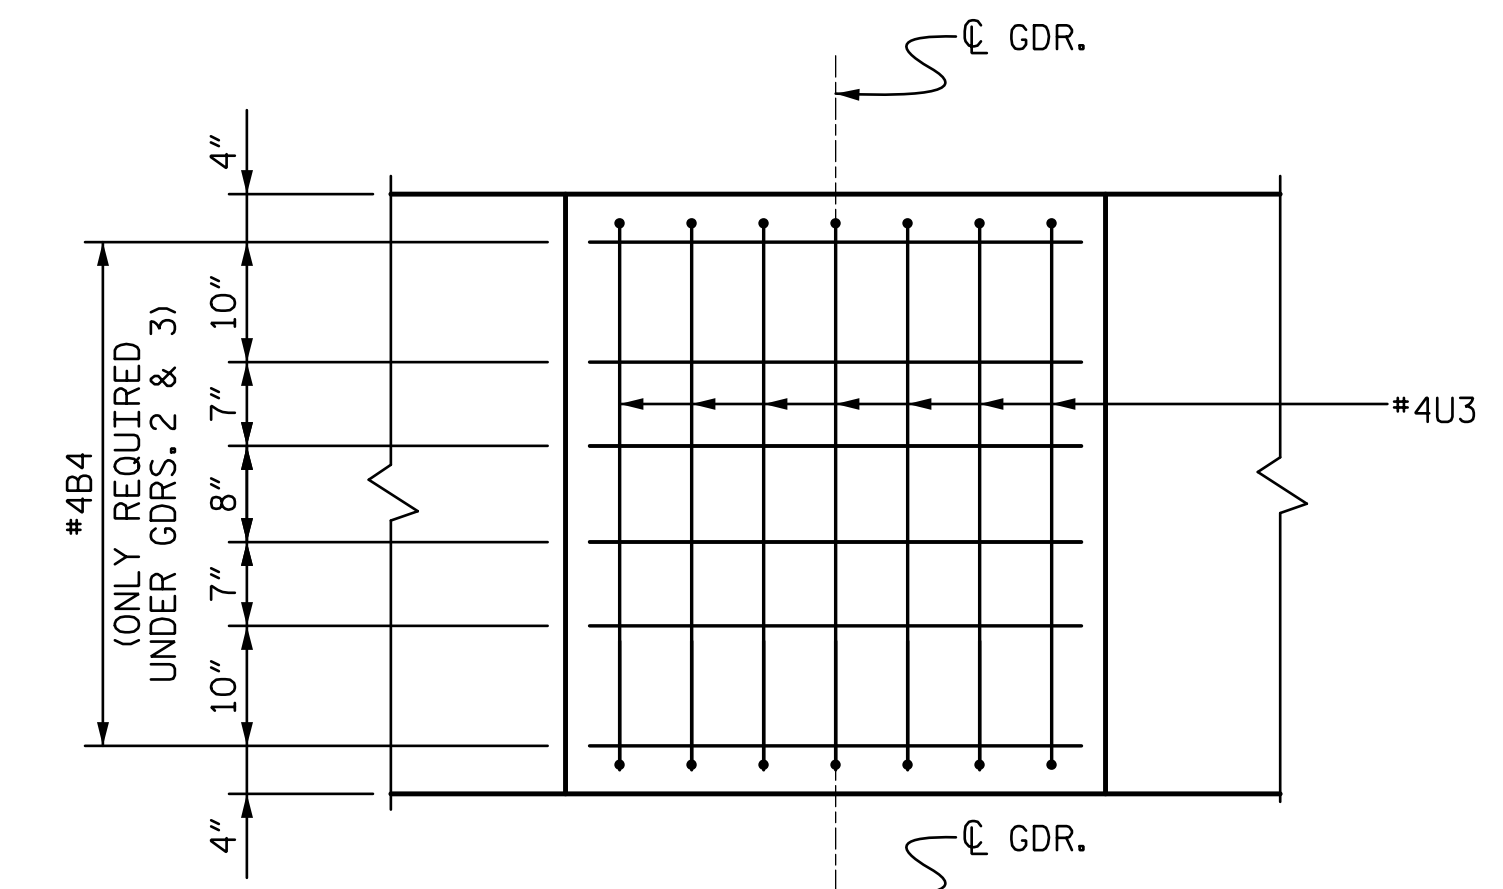 ℄ GDR.
4"
10"
7"
8"
7"
10"
4"
#4B4
(ONLY REQUIRED
UNDER GDRS. 2 & 3)
#4U3
℄ GDR.